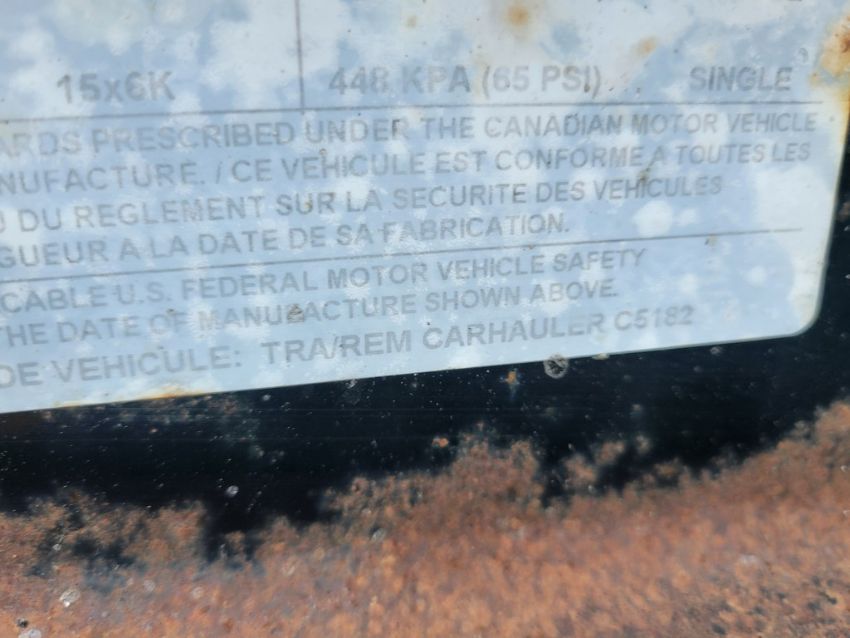 15x6K 448 KPA (65 PSI) SINGLE
ARDS PRESCRIBED UNDER THE CANADIAN MOTOR VEHICLE
NUFACTURE. / CE VEHICULE EST CONFORME A TOUTES LES
U DU REGLEMENT SUR LA SECURITE DES VEHICULES
GUEUR A LA DATE DE SA FABRICATION.
CABLE U.S. FEDERAL MOTOR VEHICLE SAFETY
THE DATE OF MANUFACTURE SHOWN ABOVE.
DE VEHICULE: TRA/REM CARHAULER C5182